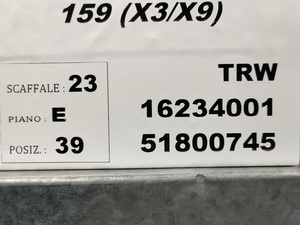 159 (X3/X9)
TRW
SCAFFALE : 23
16234001
PIANO : E
51800745
POSIZ. : 39